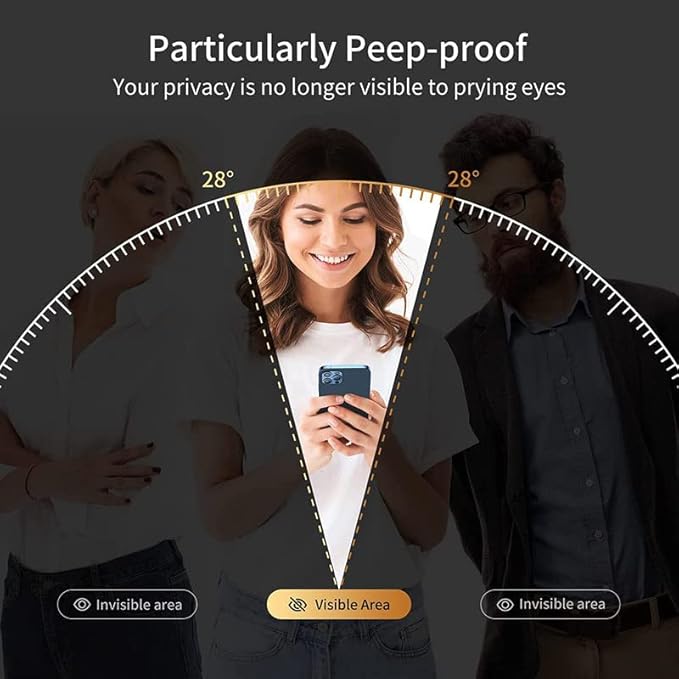 Particularly Peep-proof
Your privacy is no longer visible to prying eyes
28° 28°
Invisible area Visible Area Invisible area